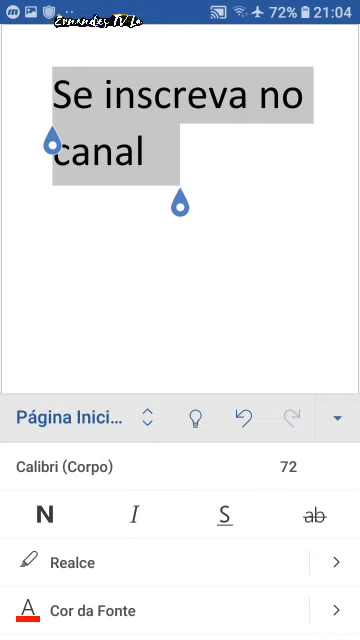 72% 21:04
Ermandes TV La
Se inscreva no
canal
Página Inici...
Calibri (Corpo) 72
N I S ab
Realce
A Cor da Fonte